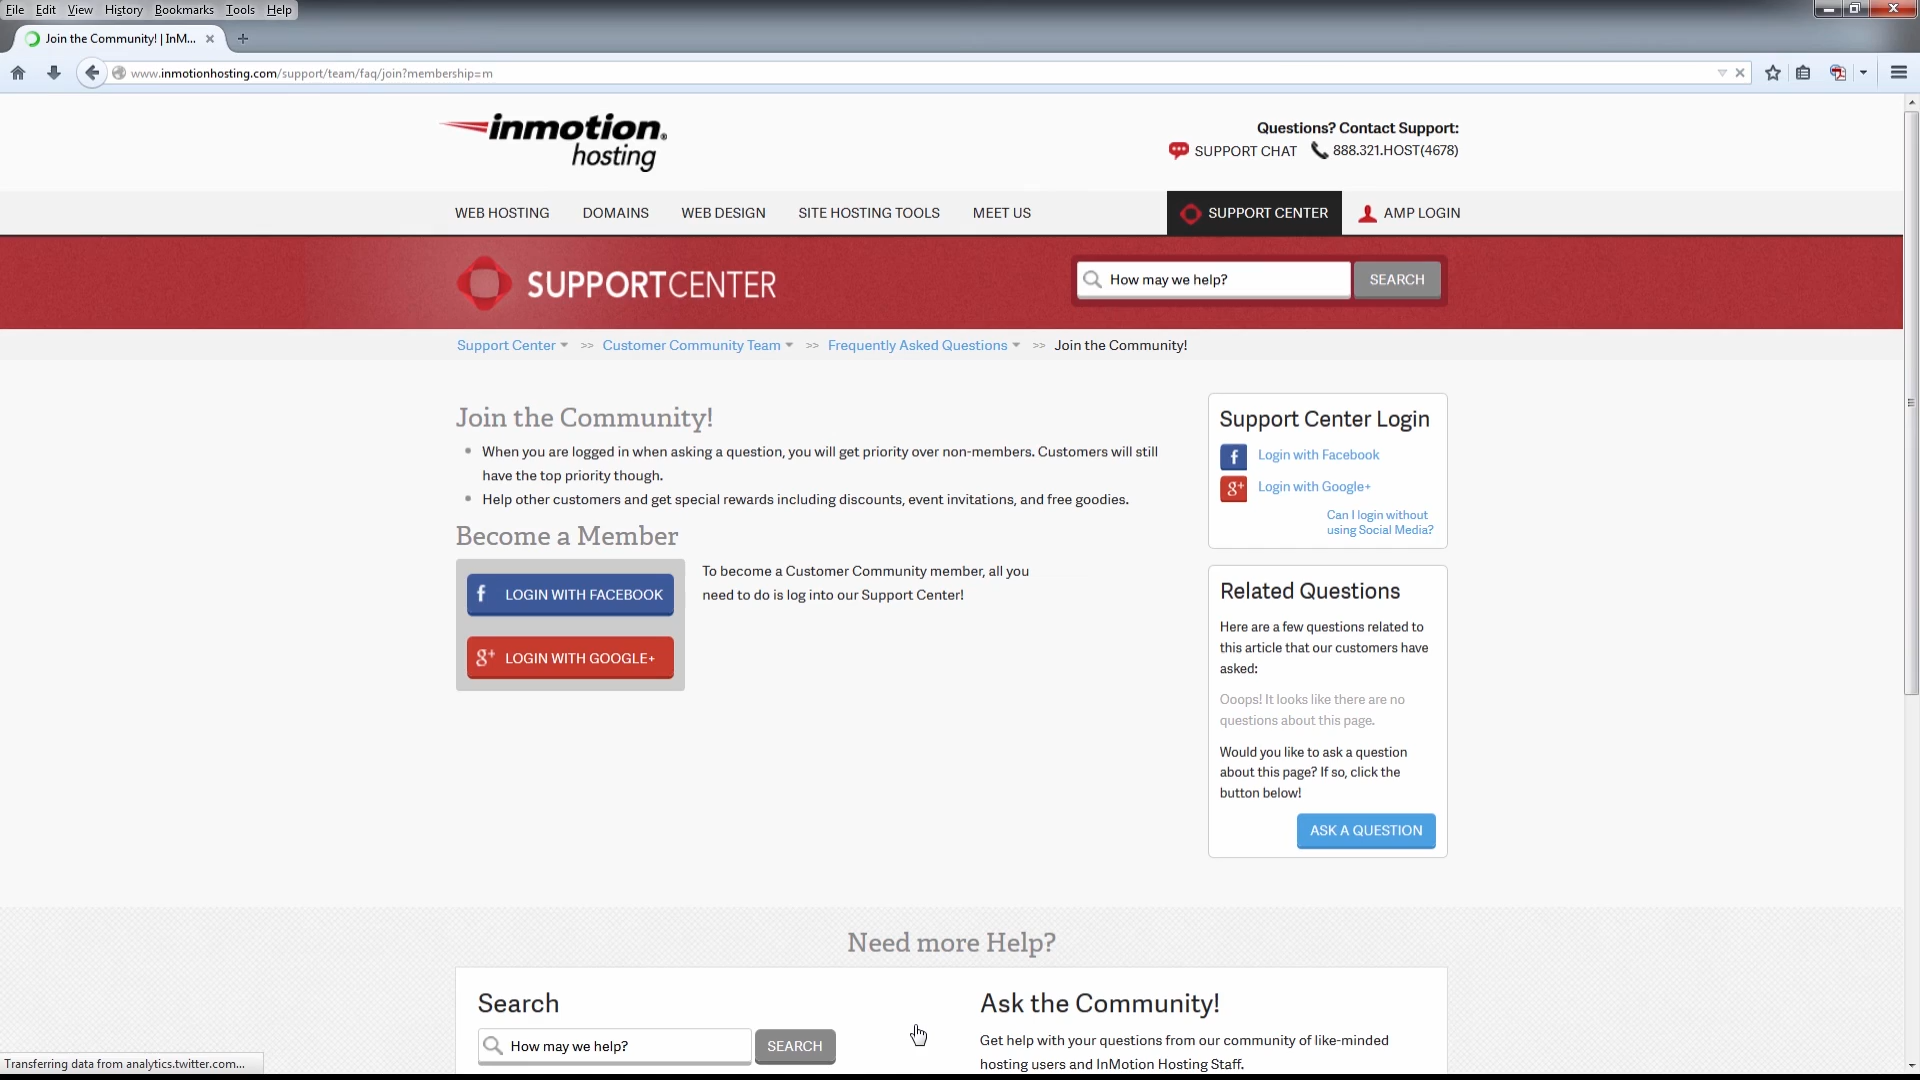 File Edit View History Bookmarks Tools Help
Join the Community! | InM...
www.inmotionhosting.com/support/team/faq/join?membership=m
inmotion
hosting
Questions? Contact Support:
SUPPORT CHAT 888.321.HOST(4678)
WEB HOSTING DOMAINS WEB DESIGN SITE HOSTING TOOLS MEET US SUPPORT CENTER AMP LOGIN
SUPPORTCENTER
How may we help? SEARCH
Support Center >> Customer Community Team >> Frequently Asked Questions >> Join the Community!
Join the Community!
When you are logged in when asking a question, you will get priority over non-members. Customers will still
have the top priority though.
Help other customers and get special rewards including discounts, event invitations, and free goodies.
Become a Member
f LOGIN WITH FACEBOOK
g+ LOGIN WITH GOOGLE+
To become a Customer Community member, all you
need to do is log into our Support Center!
Support Center Login
f Login with Facebook
g+ Login with Google+
Can I login without
using Social Media?
Related Questions
Here are a few questions related to
this article that our customers have
asked:
Ooops! It looks like there are no
questions about this page.
Would you like to ask a question
about this page? If so, click the
button below!
ASK A QUESTION
Need more Help?
Search
How may we help? SEARCH
Ask the Community!
Get help with your questions from our community of like-minded
hosting users and InMotion Hosting Staff.
Transferring data from analytics.twitter.com...